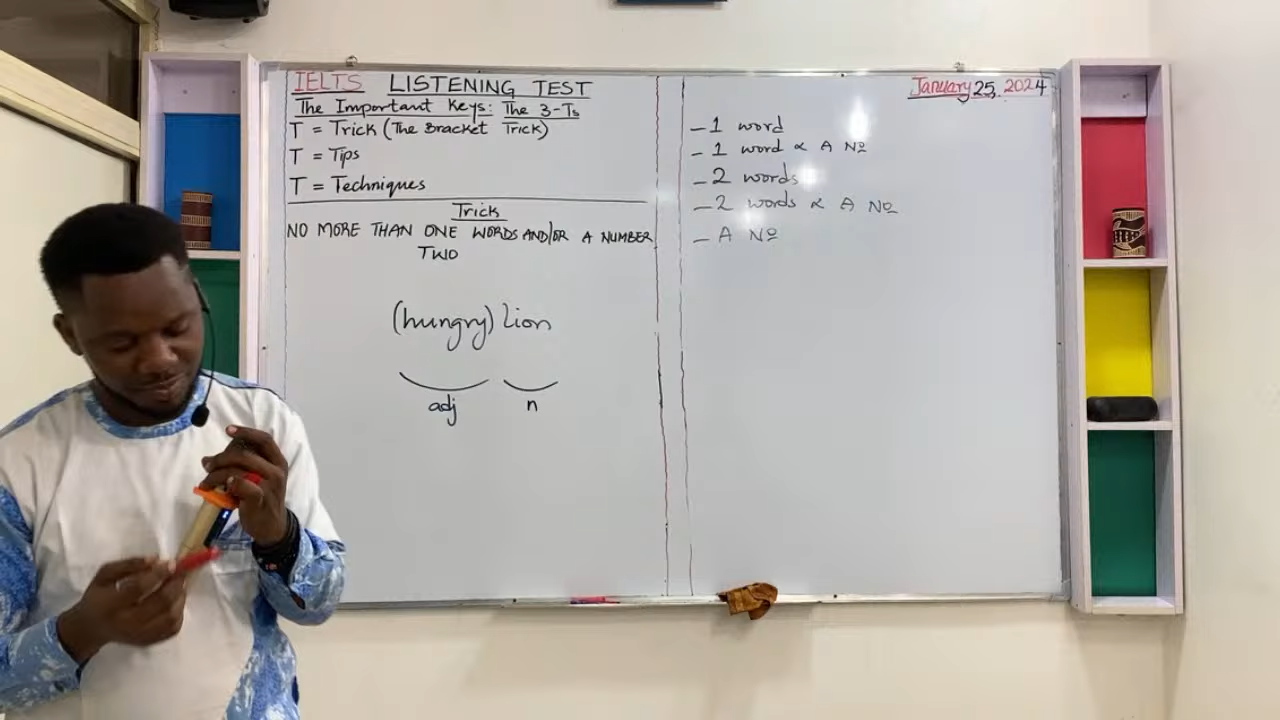 IELTS LISTENING TEST
The Important Keys: The 3-Ts
T = Trick (The Bracket Trick)
T = Tips
T = Techniques
Trick
NO MORE THAN ONE WORDS AND/OR A NUMBER
TWO
(hungry) lion
adj n
January 25, 2024
- 1 word
- 1 word & A Nº
- 2 words
- 2 words & A Nº
- A Nº